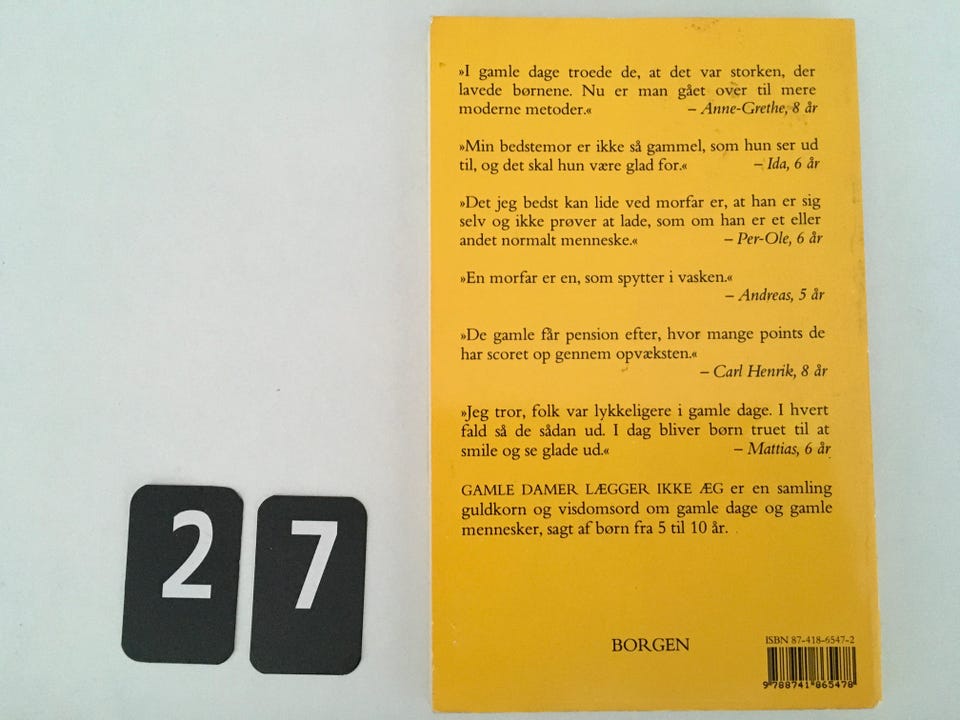 »I gamle dage troede de, at det var storken, der
lavede børnene. Nu er man gået over til mere
moderne metoder.« – Anne-Grethe, 8 år
»Min bedstemor er ikke så gammel, som hun ser ud
til, og det skal hun være glad for.« – Ida, 6 år
»Det jeg bedst kan lide ved morfar er, at han er sig
selv og ikke prøver at lade, som om han er et eller
andet normalt menneske.« – Per-Ole, 6 år
»En morfar er en, som spytter i vasken.«
– Andreas, 5 år
»De gamle får pension efter, hvor mange points de
har scoret op gennem opvæksten.«
– Carl Henrik, 8 år
»Jeg tror, folk var lykkeligere i gamle dage. I hvert
fald så de sådan ud. I dag bliver børn truet til at
smile og se glade ud.« – Mattias, 6 år
GAMLE DAMER LÆGGER IKKE ÆG er en samling
guldkorn og visdomsord om gamle dage og gamle
mennesker, sagt af børn fra 5 til 10 år.
BORGEN
ISBN 87-418-6547-2
9 788741 865478
2 7